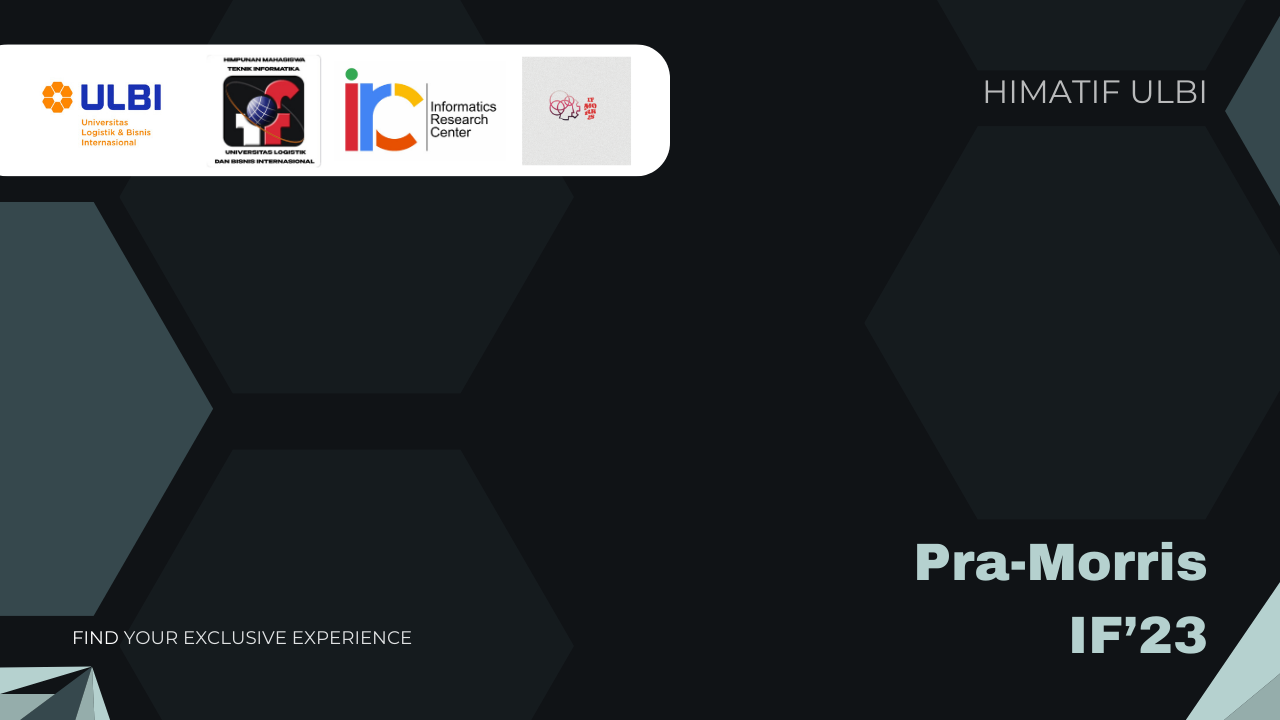 ULBI
Universitas
Logistik & Bisnis
Internasional
HIMPUNAN MAHASISWA
TEKNIK INFORMATIKA
UNIVERSITAS LOGISTIK
DAN BISNIS INTERNASIONAL
irc
Informatics
Research
Center
HIMATIF ULBI
Pra-Morris
IF’23
FIND YOUR EXCLUSIVE EXPERIENCE